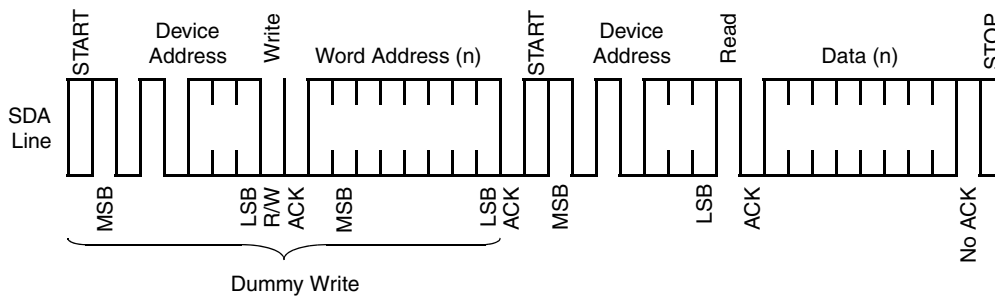 START
Device
Address
Write
Word Address (n)
START
Device
Address
Read
Data (n)
STOP
SDA
Line
MSB
LSB
R/W
ACK
MSB
LSB
ACK
MSB
LSB
ACK
No ACK
Dummy Write